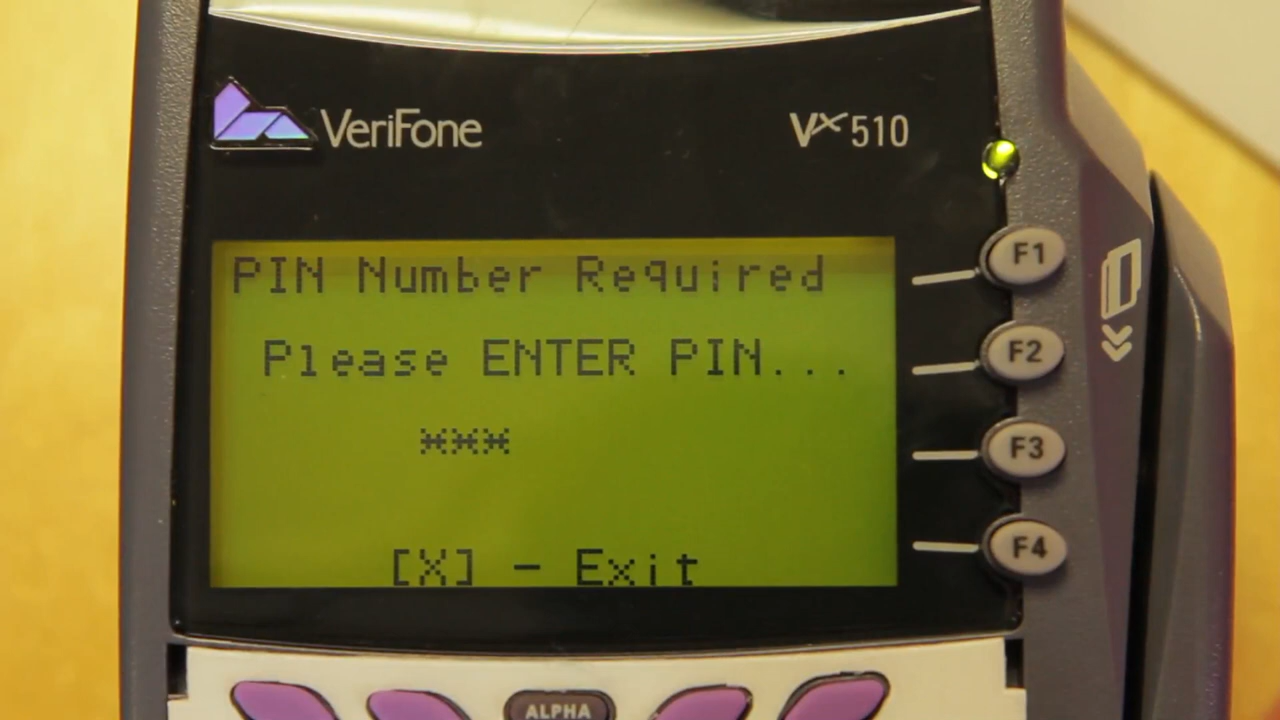 VeriFone
Vx510
PIN Number Required
Please ENTER PIN...
***
[X] - Exit
F1
F2
F3
F4
ALPHA